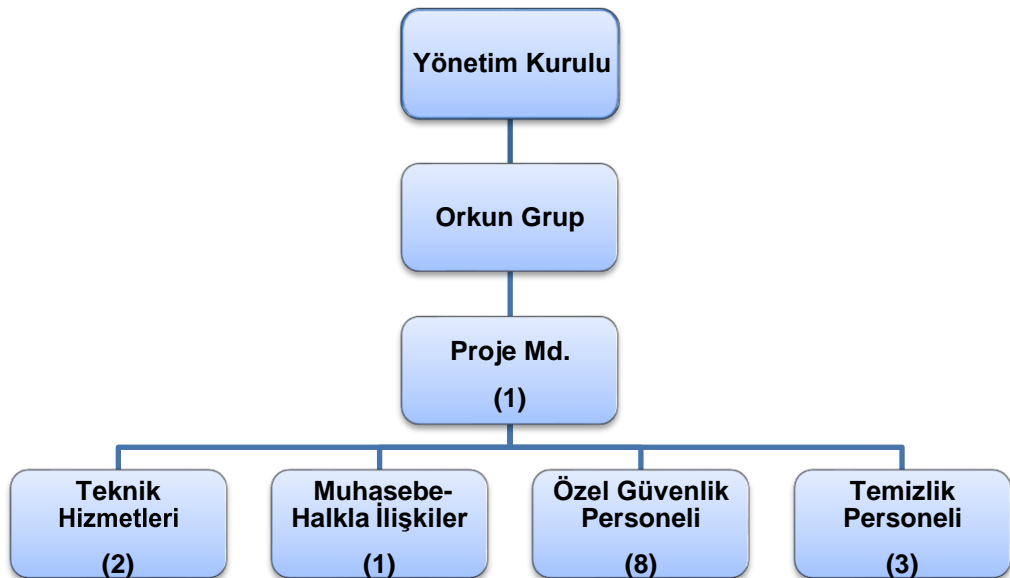 Yönetim Kurulu
Orkun Grup
Proje Md.
(1)
Teknik
Hizmetleri
(2)
Muhasebe-
Halkla İlişkiler
(1)
Özel Güvenlik
Personeli
(8)
Temizlik
Personeli
(3)